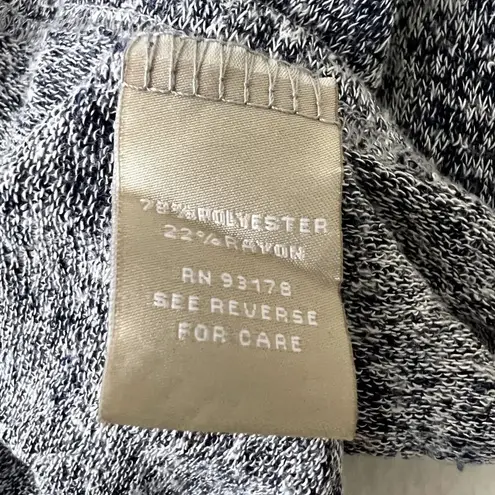 78% POLYESTER
22% RAYON
RN 93178
SEE REVERSE
FOR CARE